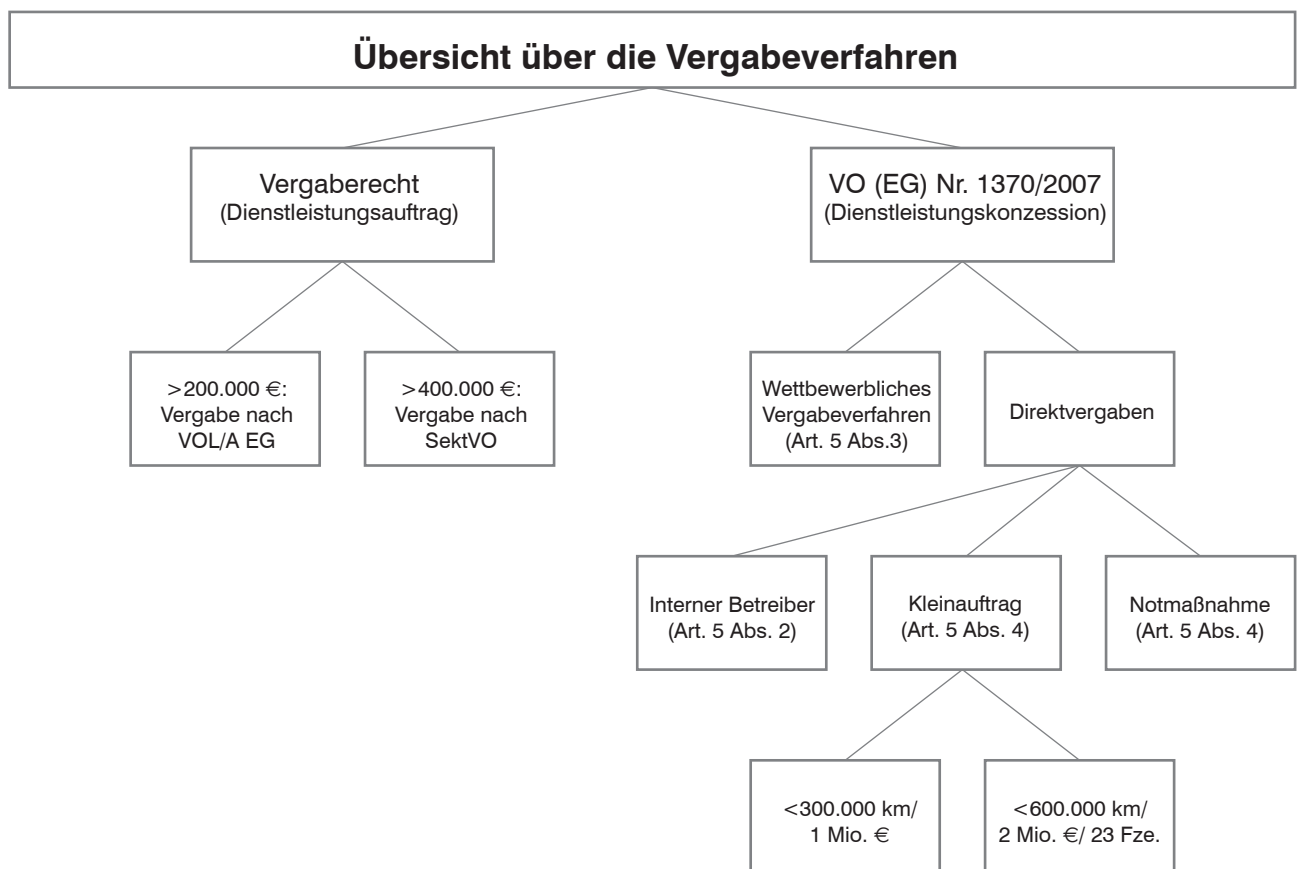 Übersicht über die Vergabeverfahren
Vergaberecht
(Dienstleistungsauftrag)
VO (EG) Nr. 1370/2007
(Dienstleistungskonzession)
>200.000 €:
Vergabe nach
VOL/A EG
>400.000 €:
Vergabe nach
SektVO
Wettbewerbliches
Vergabeverfahren
(Art. 5 Abs.3)
Direktvergaben
Interner Betreiber
(Art. 5 Abs. 2)
Kleinauftrag
(Art. 5 Abs. 4)
Notmaßnahme
(Art. 5 Abs. 4)
<300.000 km/
1 Mio. €
<600.000 km/
2 Mio. €/ 23 Fze.